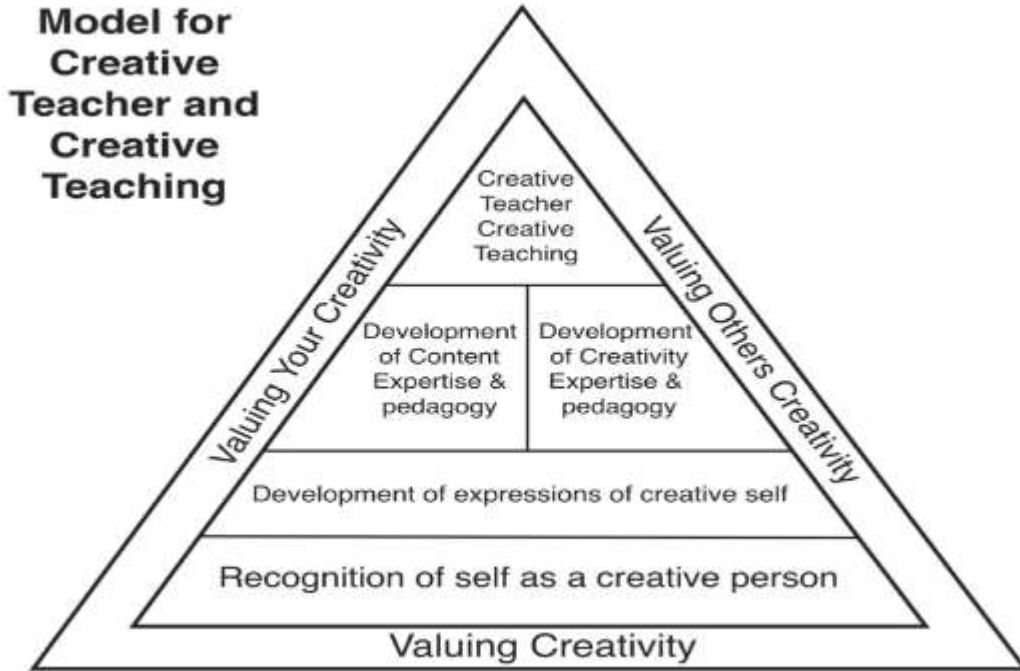 Model for
Creative
Teacher and
Creative
Teaching
Creative
Teacher
Creative
Teaching
Valuing Your Creativity
Valuing Others Creativity
Development
of Content
Expertise &
pedagogy
Development
of Creativity
Expertise &
pedagogy
Development of expressions of creative self
Recognition of self as a creative person
Valuing Creativity